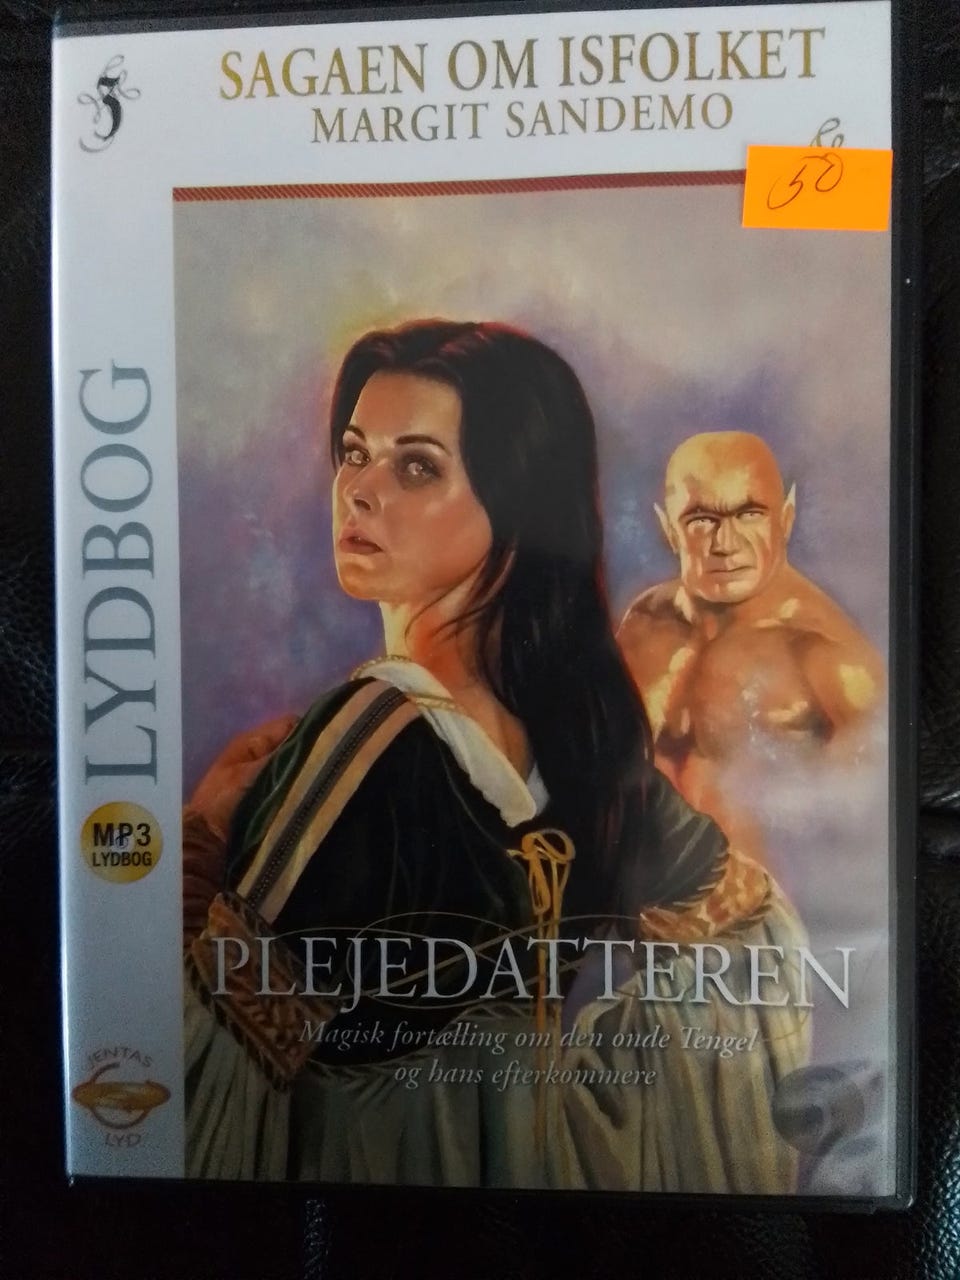 SAGAEN OM ISFOLKET
MARGIT SANDEMO
50
LYDBOG
MP3
LYDBOG
PLEJEDATTEREN
Magisk fortælling om den onde Tengel
og hans efterkommere
JENTAS
LYD